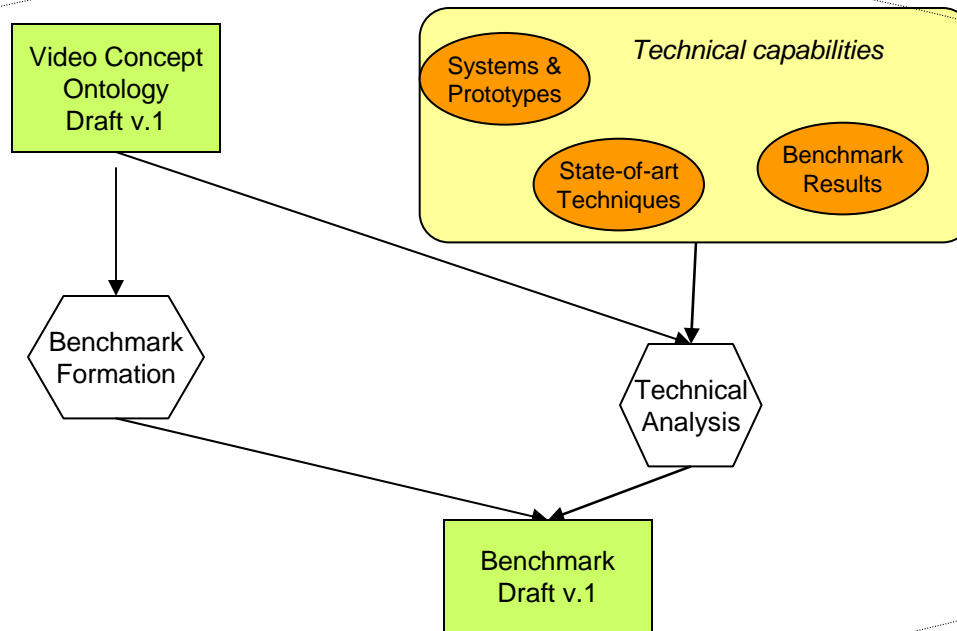 Video Concept
Ontology
Draft v.1
Technical capabilities
Systems &
Prototypes
State-of-art
Techniques
Benchmark
Results
Benchmark
Formation
Technical
Analysis
Benchmark
Draft v.1